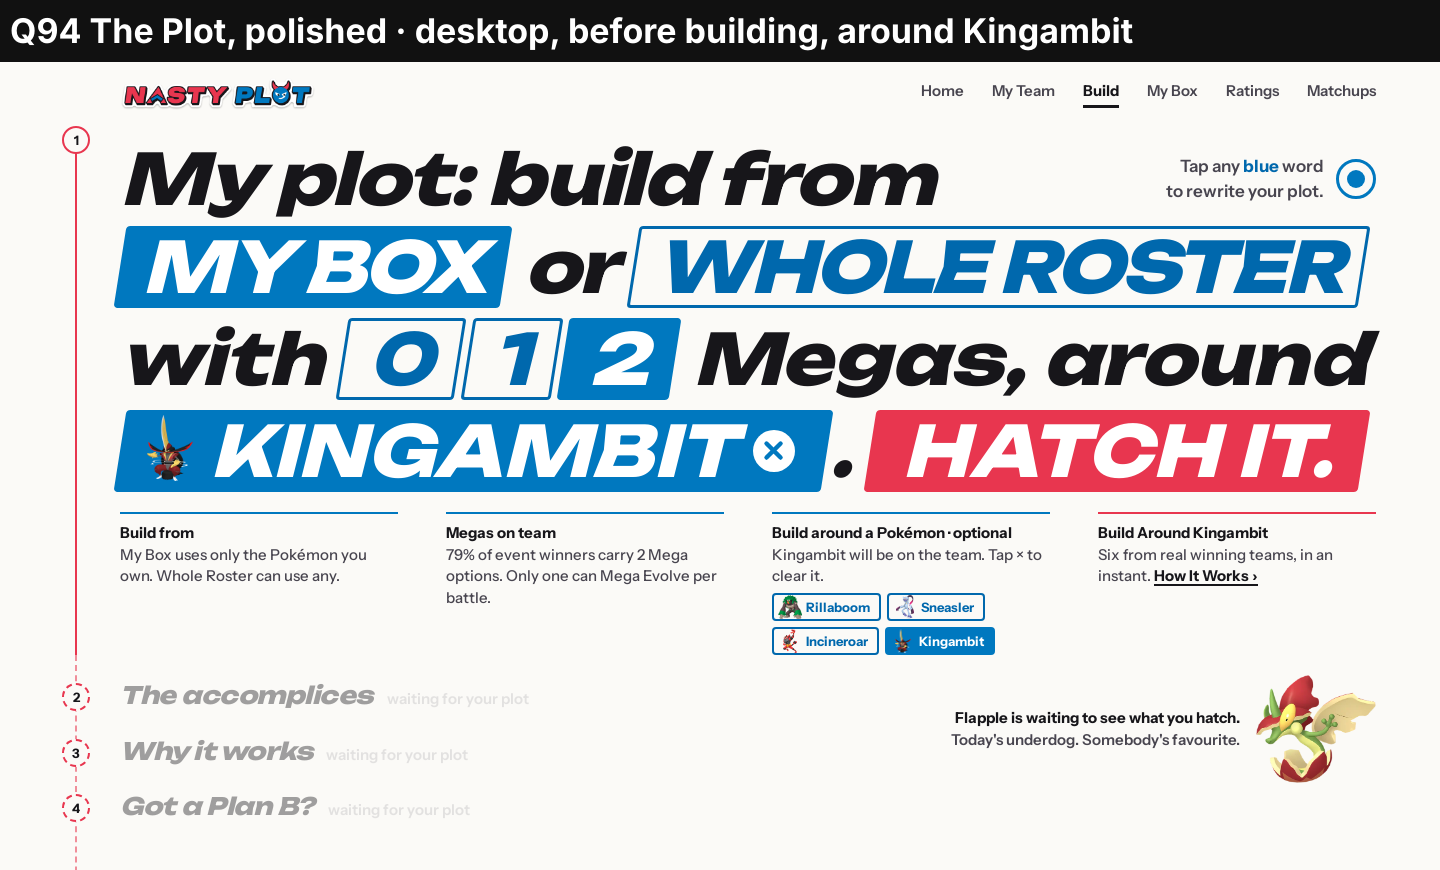 Q94 The Plot, polished · desktop, before building, around Kingambit
NASTY PLOT
Home My Team Build My Box Ratings Matchups
1
My plot: build from
Tap any blue word
to rewrite your plot.
MY BOX or WHOLE ROSTER
with 0 1 2 Megas, around
KINGAMBIT × . HATCH IT.
Build from
My Box uses only the Pokémon you
own. Whole Roster can use any.
Megas on team
79% of event winners carry 2 Mega
options. Only one can Mega Evolve per
battle.
Build around a Pokémon · optional
Kingambit will be on the team. Tap × to
clear it.
Rillaboom Sneasler
Incineroar Kingambit
Build Around Kingambit
Six from real winning teams, in an
instant. How It Works ›
2 The accomplices waiting for your plot
3 Why it works waiting for your plot
4 Got a Plan B? waiting for your plot
Flapple is waiting to see what you hatch.
Today's underdog. Somebody's favourite.